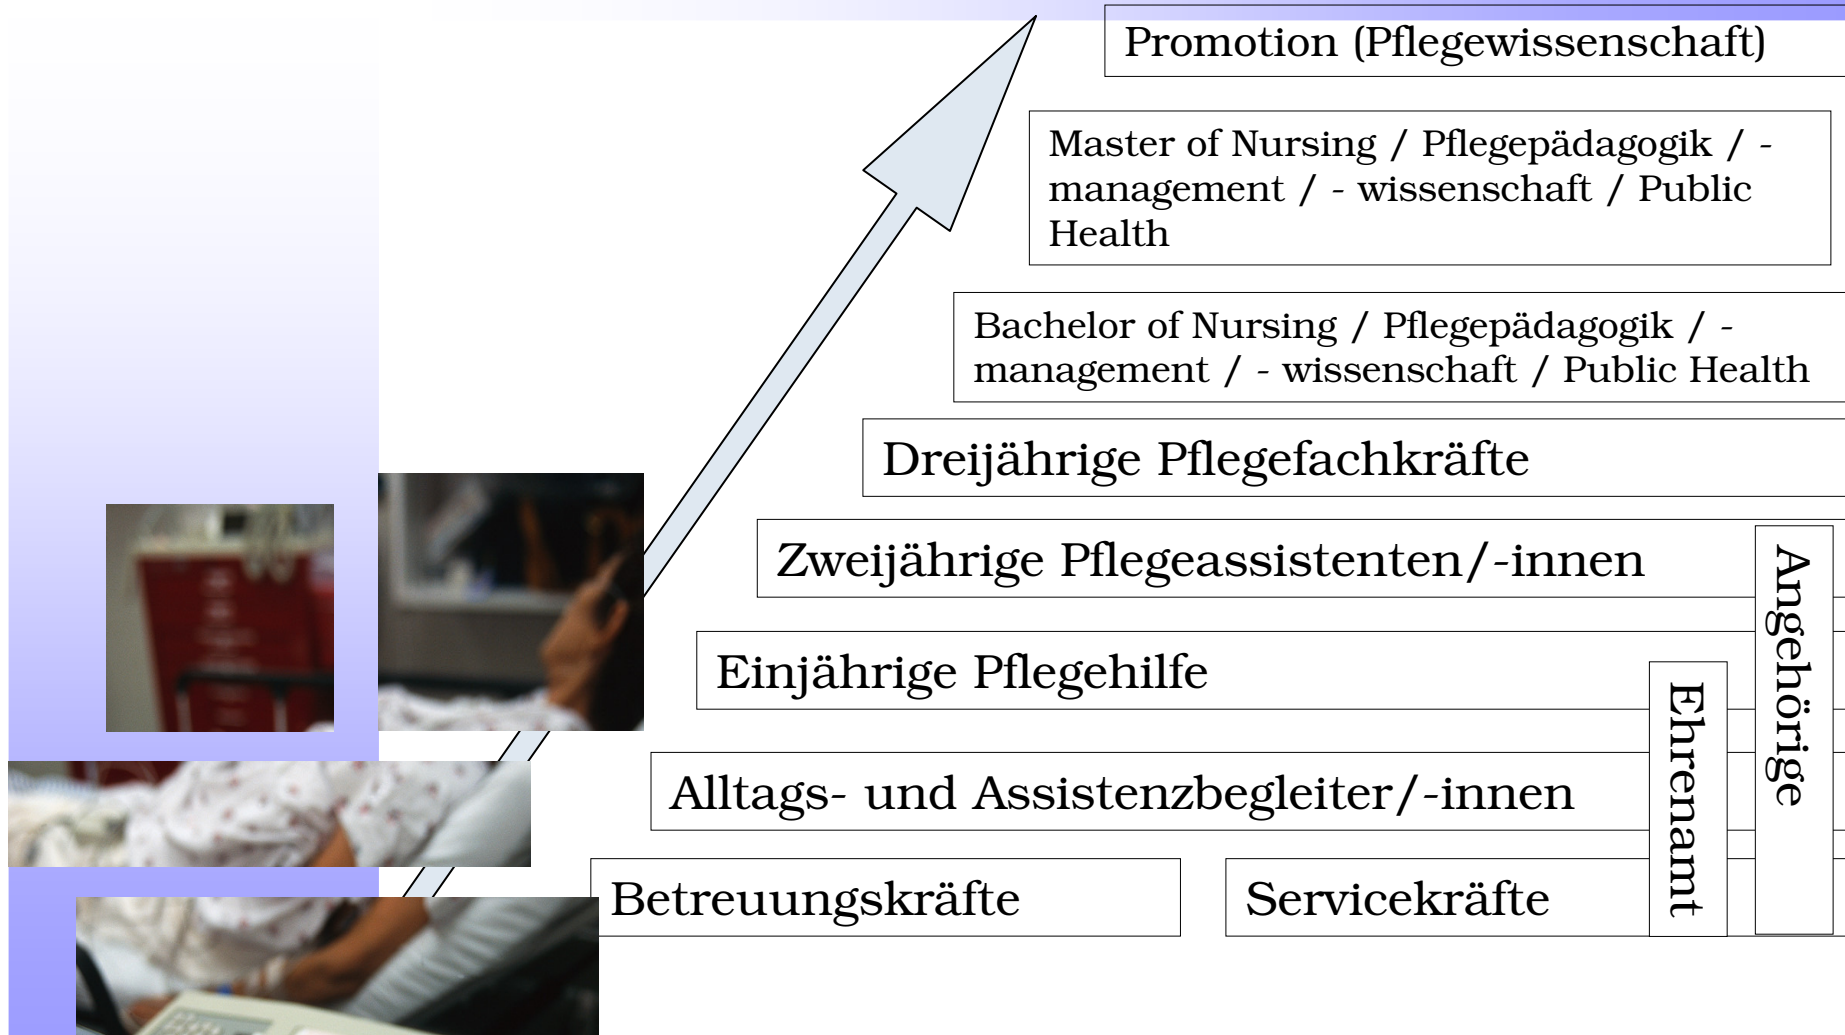 Promotion (Pflegewissenschaft)
Master of Nursing / Pflegepädagogik / -
management / - wissenschaft / Public
Health
Bachelor of Nursing / Pflegepädagogik / -
management / - wissenschaft / Public Health
Dreijährige Pflegefachkräfte
Zweijährige Pflegeassistenten/-innen
Angehörige
Einjährige Pflegehilfe
Ehrenamt
Alltags- und Assistenzbegleiter/-innen
Betreuungskräfte
Servicekräfte